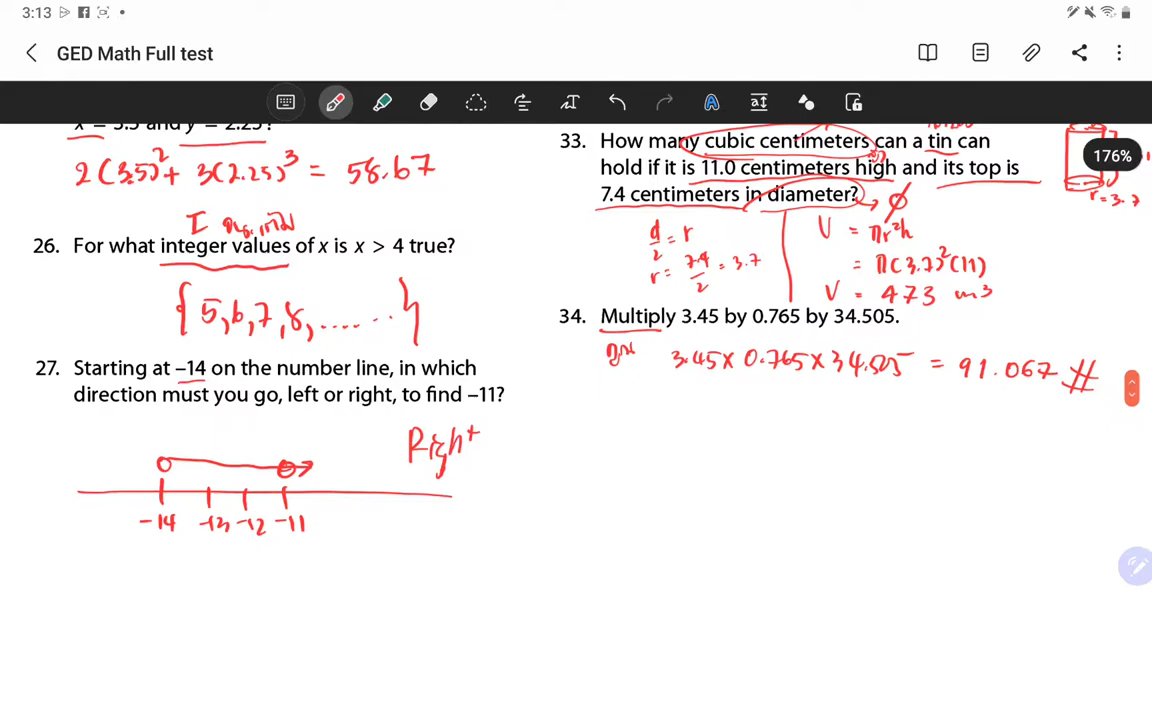 3:13
GED Math Full test
x = 3.5 and y = 2.25?
2(3.5)² + 3(2.25)³ = 58.67
26. For what integer values of x is x > 4 true?
{5,6,7,8,.......}
27. Starting at –14 on the number line, in which
direction must you go, left or right, to find –11?
Right
-14 -13 -12 -11
33. How many cubic centimeters can a tin can
hold if it is 11.0 centimeters high and its top is
7.4 centimeters in diameter?
r=3.7
d/2 = r
r = 7.4/2 = 3.7
V = πr²h
= π(3.7)²(11)
V = 473 cm³
34. Multiply 3.45 by 0.765 by 34.505.
3.45 x 0.765 x 34.505 = 91.067 #
176%